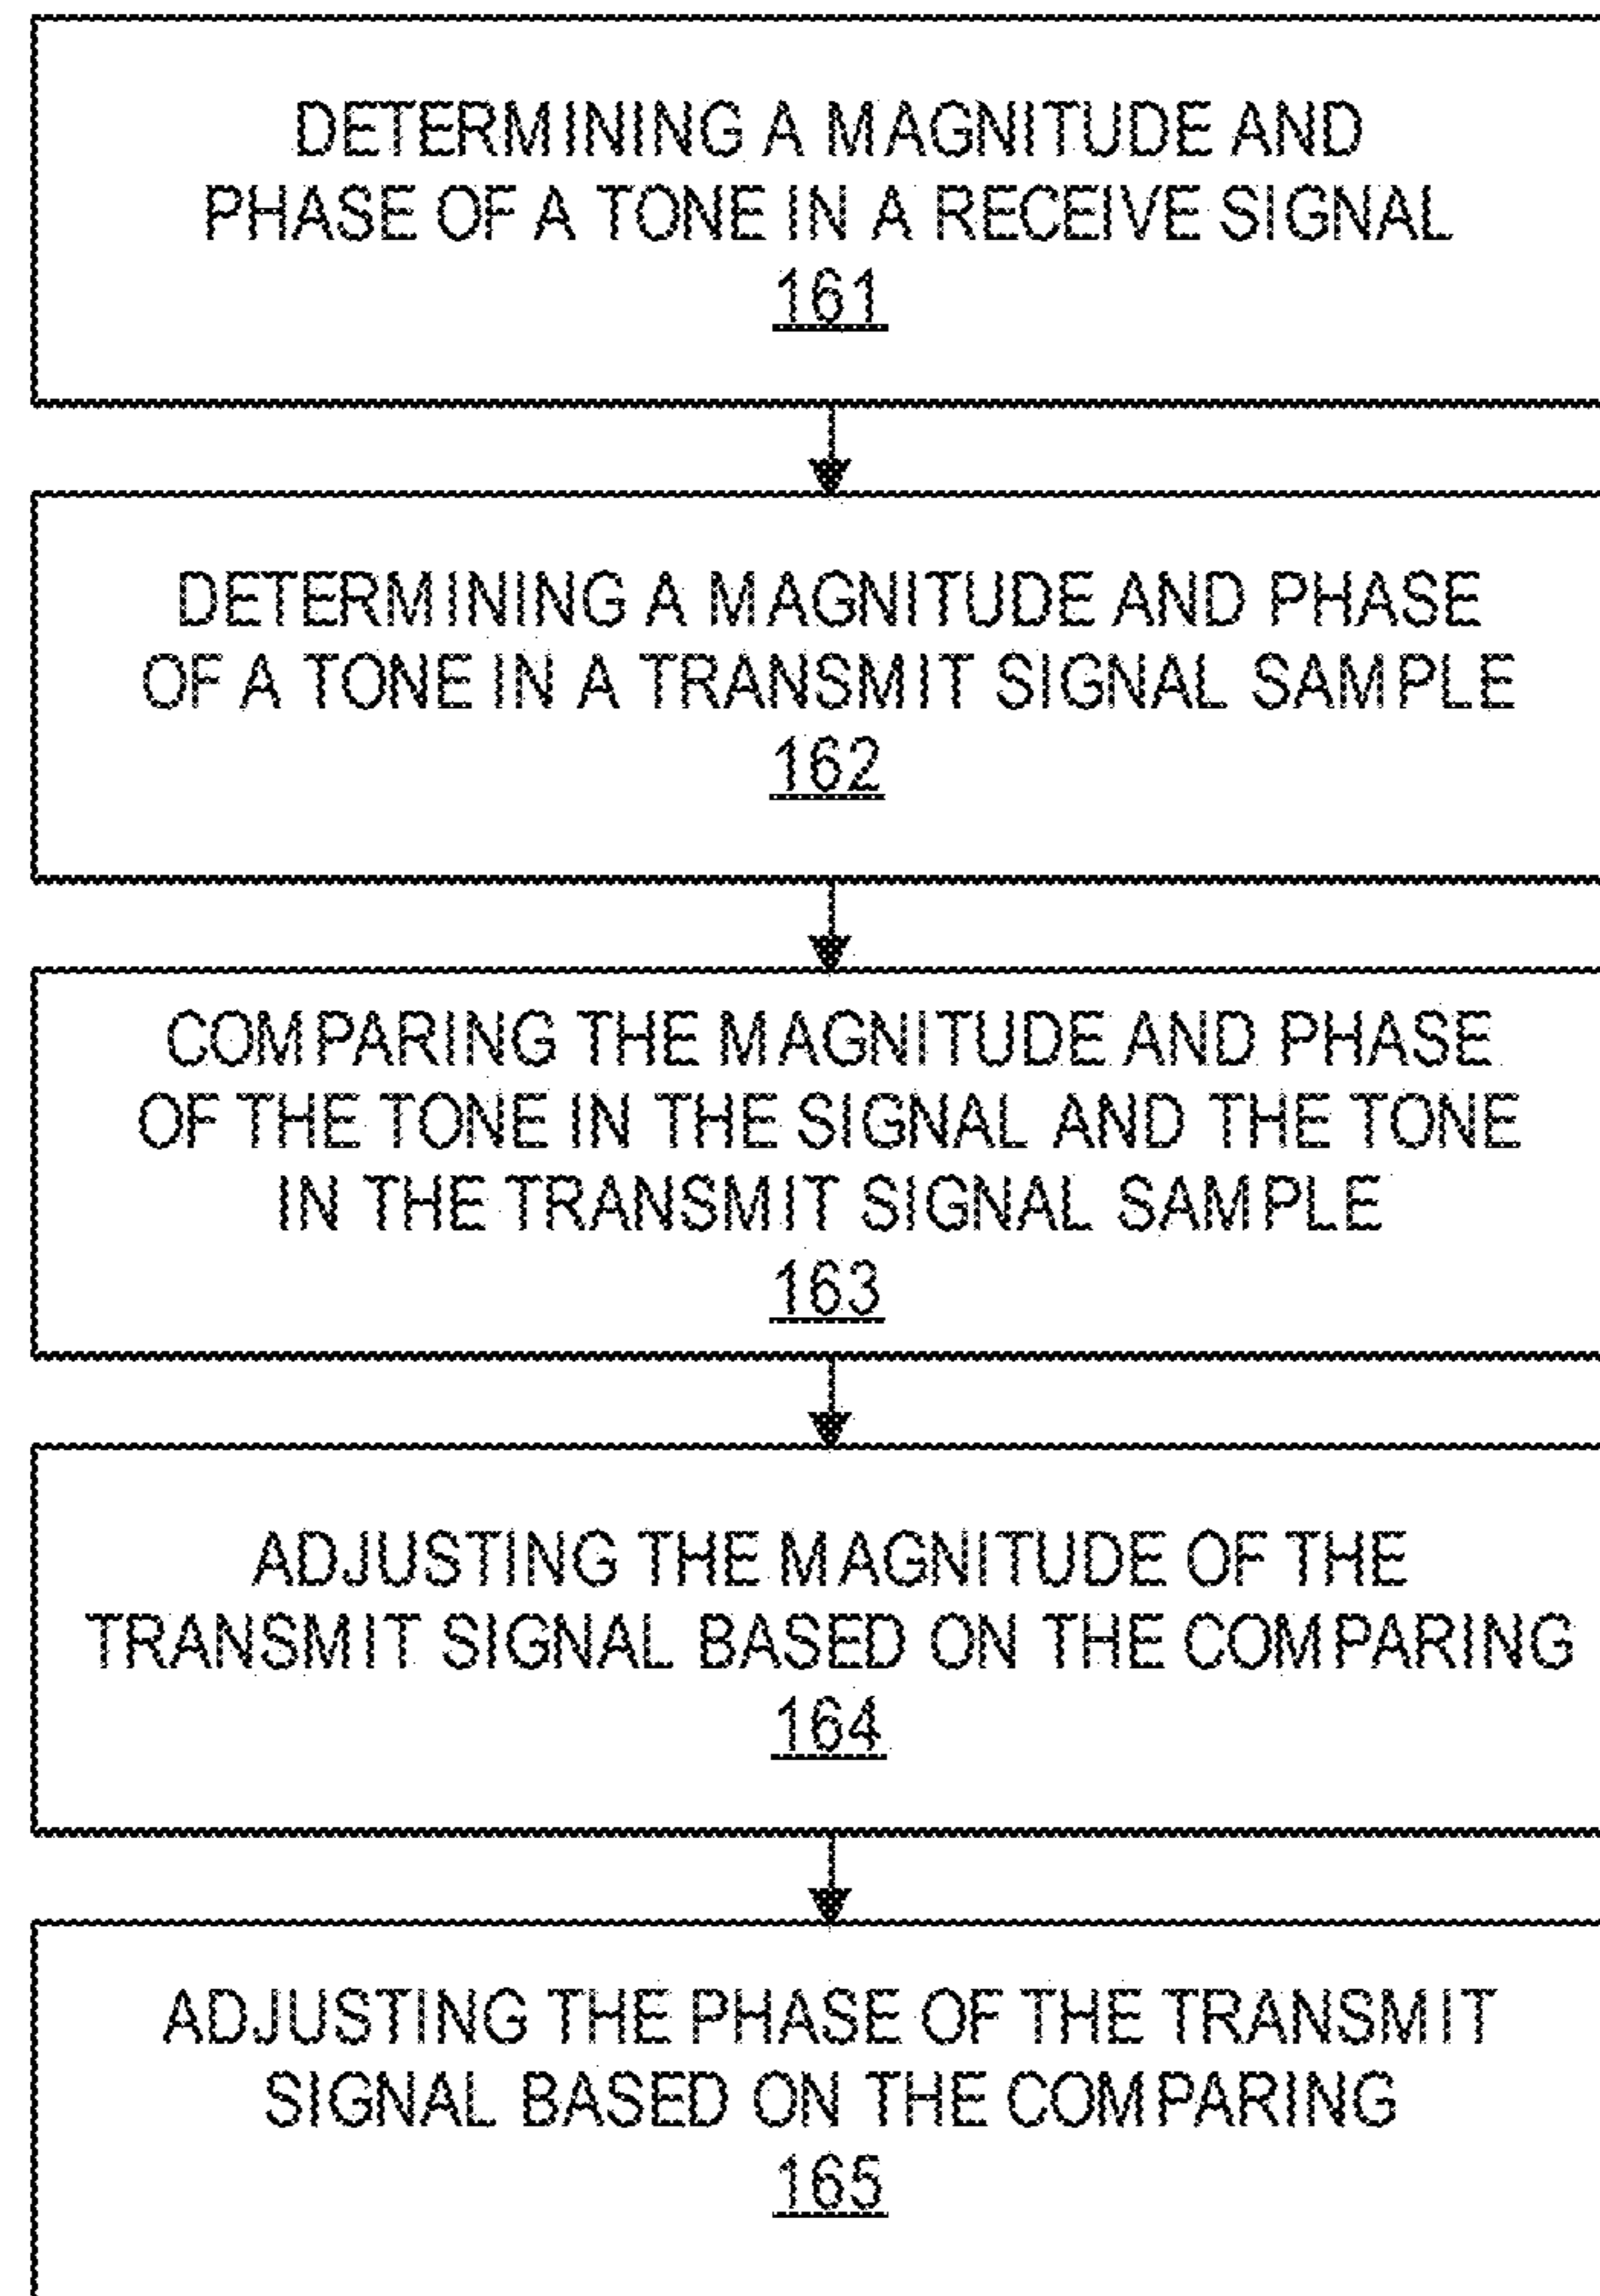 DETERMINING A MAGNITUDE AND
PHASE OF A TONE IN A RECEIVE SIGNAL
161
DETERMINING A MAGNITUDE AND PHASE
OF A TONE IN A TRANSMIT SIGNAL SAMPLE
162
COMPARING THE MAGNITUDE AND PHASE
OF THE TONE IN THE SIGNAL AND THE TONE
IN THE TRANSMIT SIGNAL SAMPLE
163
ADJUSTING THE MAGNITUDE OF THE
TRANSMIT SIGNAL BASED ON THE COMPARING
164
ADJUSTING THE PHASE OF THE TRANSMIT
SIGNAL BASED ON THE COMPARING
165